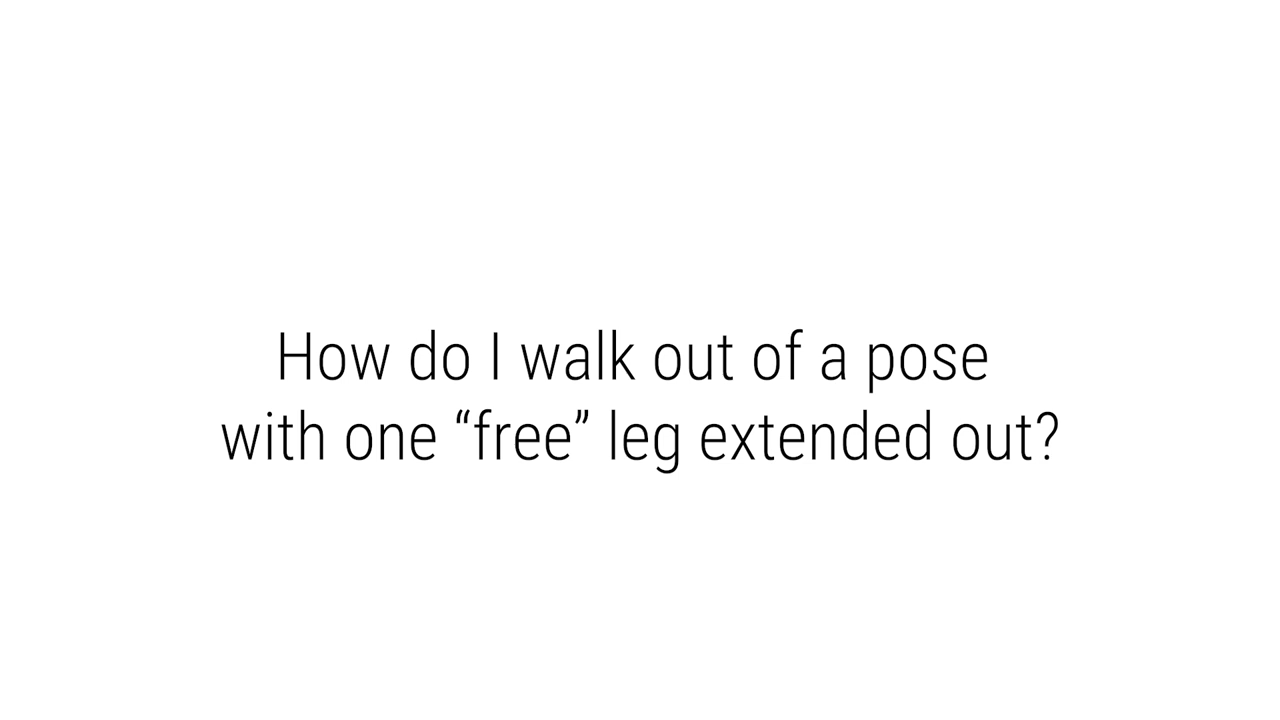 How do I walk out of a pose
with one “free” leg extended out?